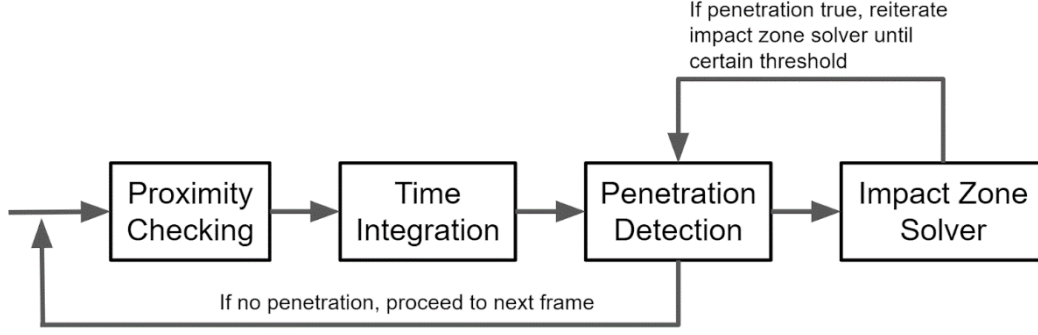 If penetration true, reiterate
impact zone solver until
certain threshold
Proximity
Checking
Time
Integration
Penetration
Detection
Impact Zone
Solver
If no penetration, proceed to next frame